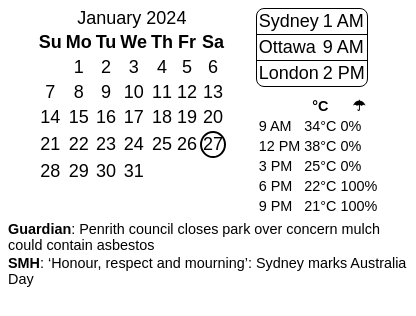 January 2024
Su Mo Tu We Th Fr Sa
1 2 3 4 5 6
7 8 9 10 11 12 13
14 15 16 17 18 19 20
21 22 23 24 25 26 27
28 29 30 31
Sydney 1 AM
Ottawa 9 AM
London 2 PM
°C ☂
9 AM 34°C 0%
12 PM 38°C 0%
3 PM 25°C 0%
6 PM 22°C 100%
9 PM 21°C 100%
Guardian: Penrith council closes park over concern mulch
could contain asbestos
SMH: ‘Honour, respect and mourning’: Sydney marks Australia
Day